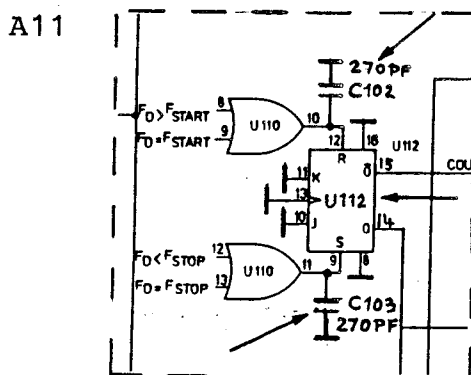 A11
270PF
C102
FD>FSTART
8
U110
10
FD=FSTART
9
12
16
U112
R
11
K
Q̄
15
COU
13
U112
10
J
Q
14
FD<FSTOP
12
S
U110
11
9
8
FD=FSTOP
13
C103
270PF